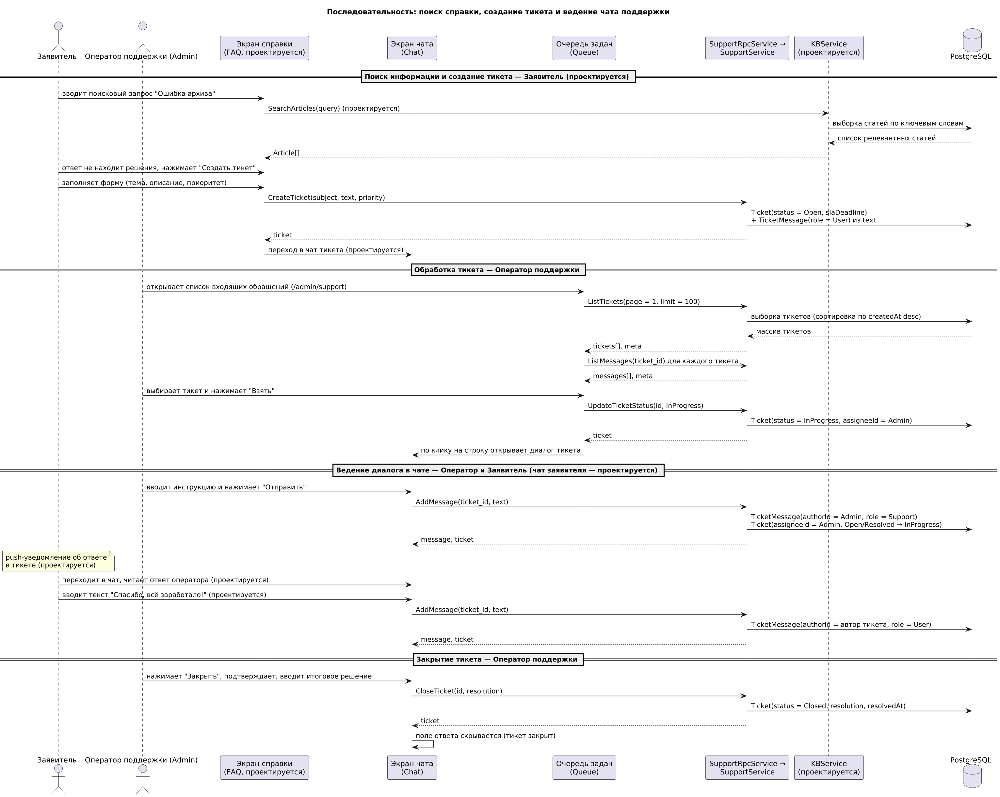 Последовательность: поиск справки, создание тикета и ведение чата поддержки
Заявитель
Оператор поддержки (Admin)
Экран справки
(FAQ, проектируется)
Экран чата
(Chat)
Очередь задач
(Queue)
SupportRpcService →
SupportService
KBService
(проектируется)
PostgreSQL
Поиск информации и создание тикета — Заявитель (проектируется)
вводит поисковый запрос "Ошибка архива"
SearchArticles(query) (проектируется)
выборка статей по ключевым словам
список релевантных статей
Article[]
ответ не находит решения, нажимает "Создать тикет"
заполняет форму (тема, описание, приоритет)
CreateTicket(subject, text, priority)
Ticket(status = Open, slaDeadline)
+ TicketMessage(role = User) из text
ticket
переход в чат тикета (проектируется)
Обработка тикета — Оператор поддержки
открывает список входящих обращений (/admin/support)
ListTickets(page = 1, limit = 100)
выборка тикетов (сортировка по createdAt desc)
массив тикетов
tickets[], meta
ListMessages(ticket_id) для каждого тикета
messages[], meta
выбирает тикет и нажимает "Взять"
UpdateTicketStatus(id, InProgress)
Ticket(status = InProgress, assigneeId = Admin)
ticket
по клику на строку открывает диалог тикета
Ведение диалога в чате — Оператор и Заявитель (чат заявителя — проектируется)
вводит инструкцию и нажимает "Отправить"
AddMessage(ticket_id, text)
TicketMessage(authorId = Admin, role = Support)
Ticket(assigneeId = Admin, Open/Resolved → InProgress)
message, ticket
push-уведомление об ответе
в тикете (проектируется)
переходит в чат, читает ответ оператора (проектируется)
вводит текст "Спасибо, всё заработало!" (проектируется)
AddMessage(ticket_id, text)
TicketMessage(authorId = автор тикета, role = User)
message, ticket
Закрытие тикета — Оператор поддержки
нажимает "Закрыть", подтверждает, вводит итоговое решение
CloseTicket(id, resolution)
Ticket(status = Closed, resolution, resolvedAt)
ticket
поле ответа скрывается (тикет закрыт)
Заявитель
Оператор поддержки (Admin)
Экран справки
(FAQ, проектируется)
Экран чата
(Chat)
Очередь задач
(Queue)
SupportRpcService →
SupportService
KBService
(проектируется)
PostgreSQL